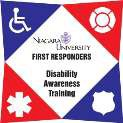 NIAGARA
UNIVERSITY
FIRST RESPONDERS
Disability
Awareness
Training